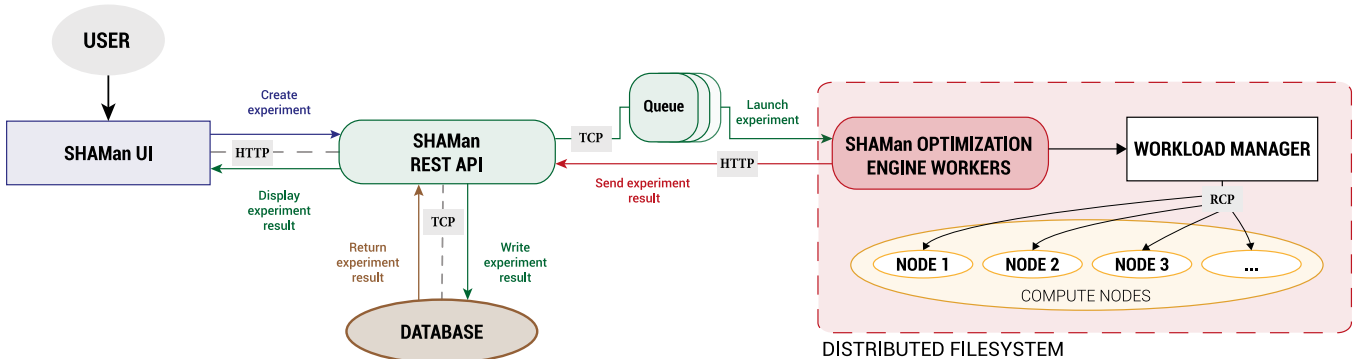 USER
Create
experiment
SHAMan UI
HTTP
Display
experiment
result
SHAMan
REST API
TCP
Queue
Launch
experiment
HTTP
Send experiment
result
SHAMan OPTIMIZATION
ENGINE WORKERS
WORKLOAD MANAGER
RCP
NODE 1
NODE 2
NODE 3
...
COMPUTE NODES
DISTRIBUTED FILESYSTEM
TCP
Return
experiment
result
Write
experiment
result
DATABASE